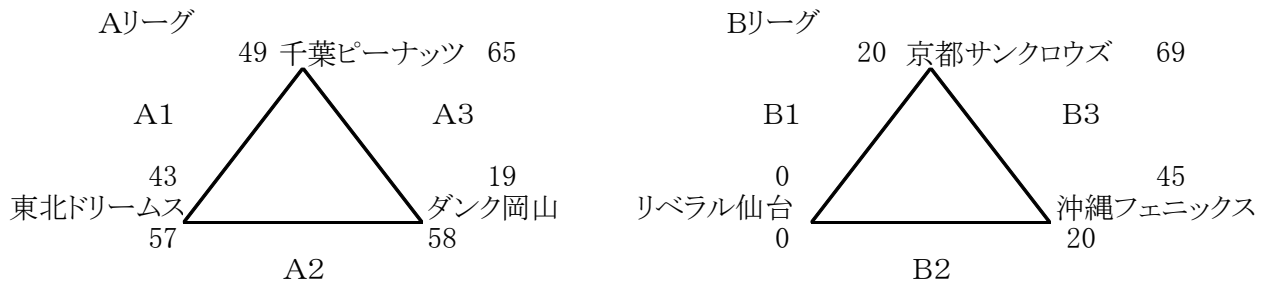 Aリーグ
49 千葉ピーナッツ 65
A1 A3
43 19
東北ドリームス ダンク岡山
57 58
A2
Bリーグ
20 京都サンクロウズ 69
B1 B3
0 45
リベラル仙台 沖縄フェニックス
0 20
B2